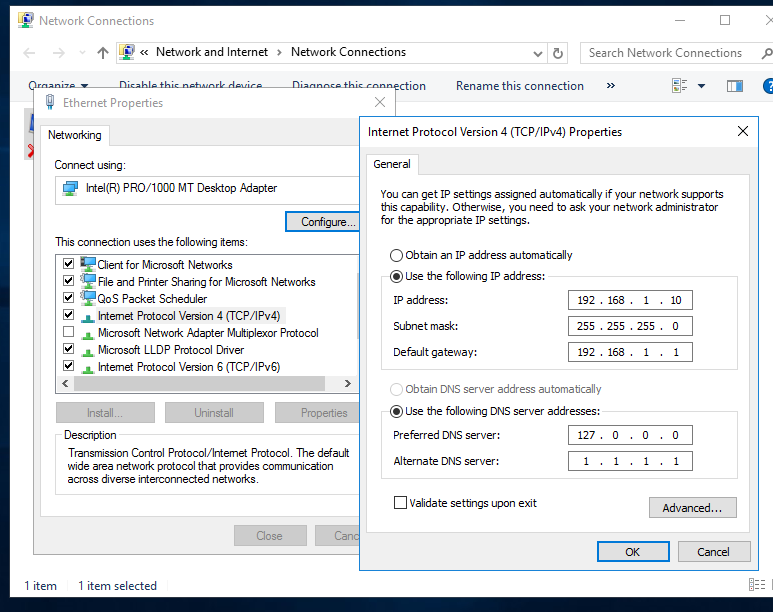 Network Connections
« Network and Internet > Network Connections
Search Network Connections
Organize
Disable this network device
Diagnose this connection
Rename this connection
»
Ethernet Properties
Networking
Connect using:
Intel(R) PRO/1000 MT Desktop Adapter
Configure...
This connection uses the following items:
Client for Microsoft Networks
File and Printer Sharing for Microsoft Networks
QoS Packet Scheduler
Internet Protocol Version 4 (TCP/IPv4)
Microsoft Network Adapter Multiplexor Protocol
Microsoft LLDP Protocol Driver
Internet Protocol Version 6 (TCP/IPv6)
Install...
Uninstall
Properties
Description
Transmission Control Protocol/Internet Protocol. The default
wide area network protocol that provides communication
across diverse interconnected networks.
Close
Canc
Internet Protocol Version 4 (TCP/IPv4) Properties
General
You can get IP settings assigned automatically if your network supports
this capability. Otherwise, you need to ask your network administrator
for the appropriate IP settings.
Obtain an IP address automatically
Use the following IP address:
IP address:
192 . 168 . 1 . 10
Subnet mask:
255 . 255 . 255 . 0
Default gateway:
192 . 168 . 1 . 1
Obtain DNS server address automatically
Use the following DNS server addresses:
Preferred DNS server:
127 . 0 . 0 . 0
Alternate DNS server:
1 . 1 . 1 . 1
Validate settings upon exit
Advanced...
OK
Cancel
1 item
1 item selected